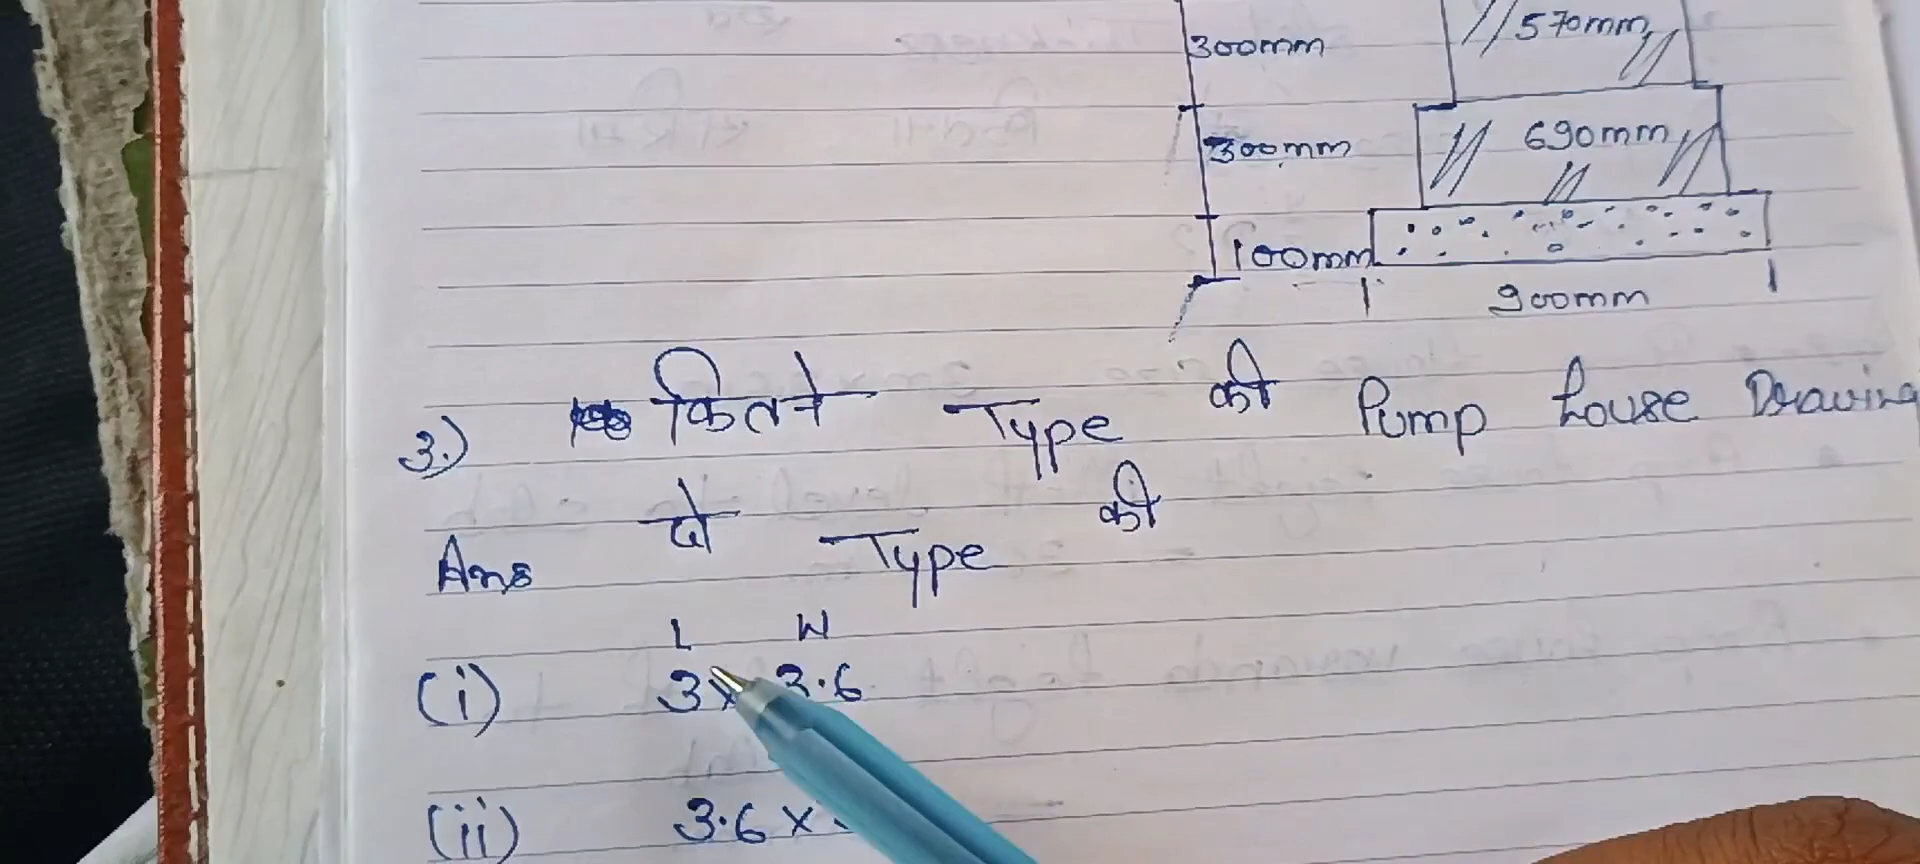 300mm
570mm
300mm
690mm
100mm
900mm
3.) कितने Type की Pump house Drawing
Ans दो Type की
L W
(i) 3 x 3.6
(ii) 3.6 x